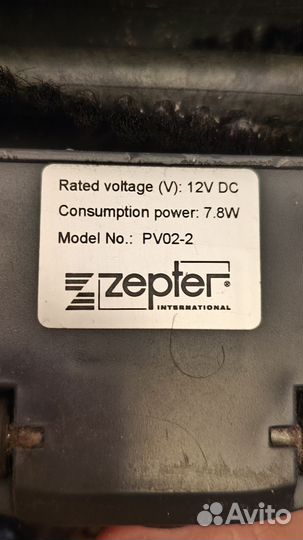 Rated voltage (V): 12V DC
Consumption power: 7.8W
Model No.: PV02-2
zepter®
INTERNATIONAL
Avito